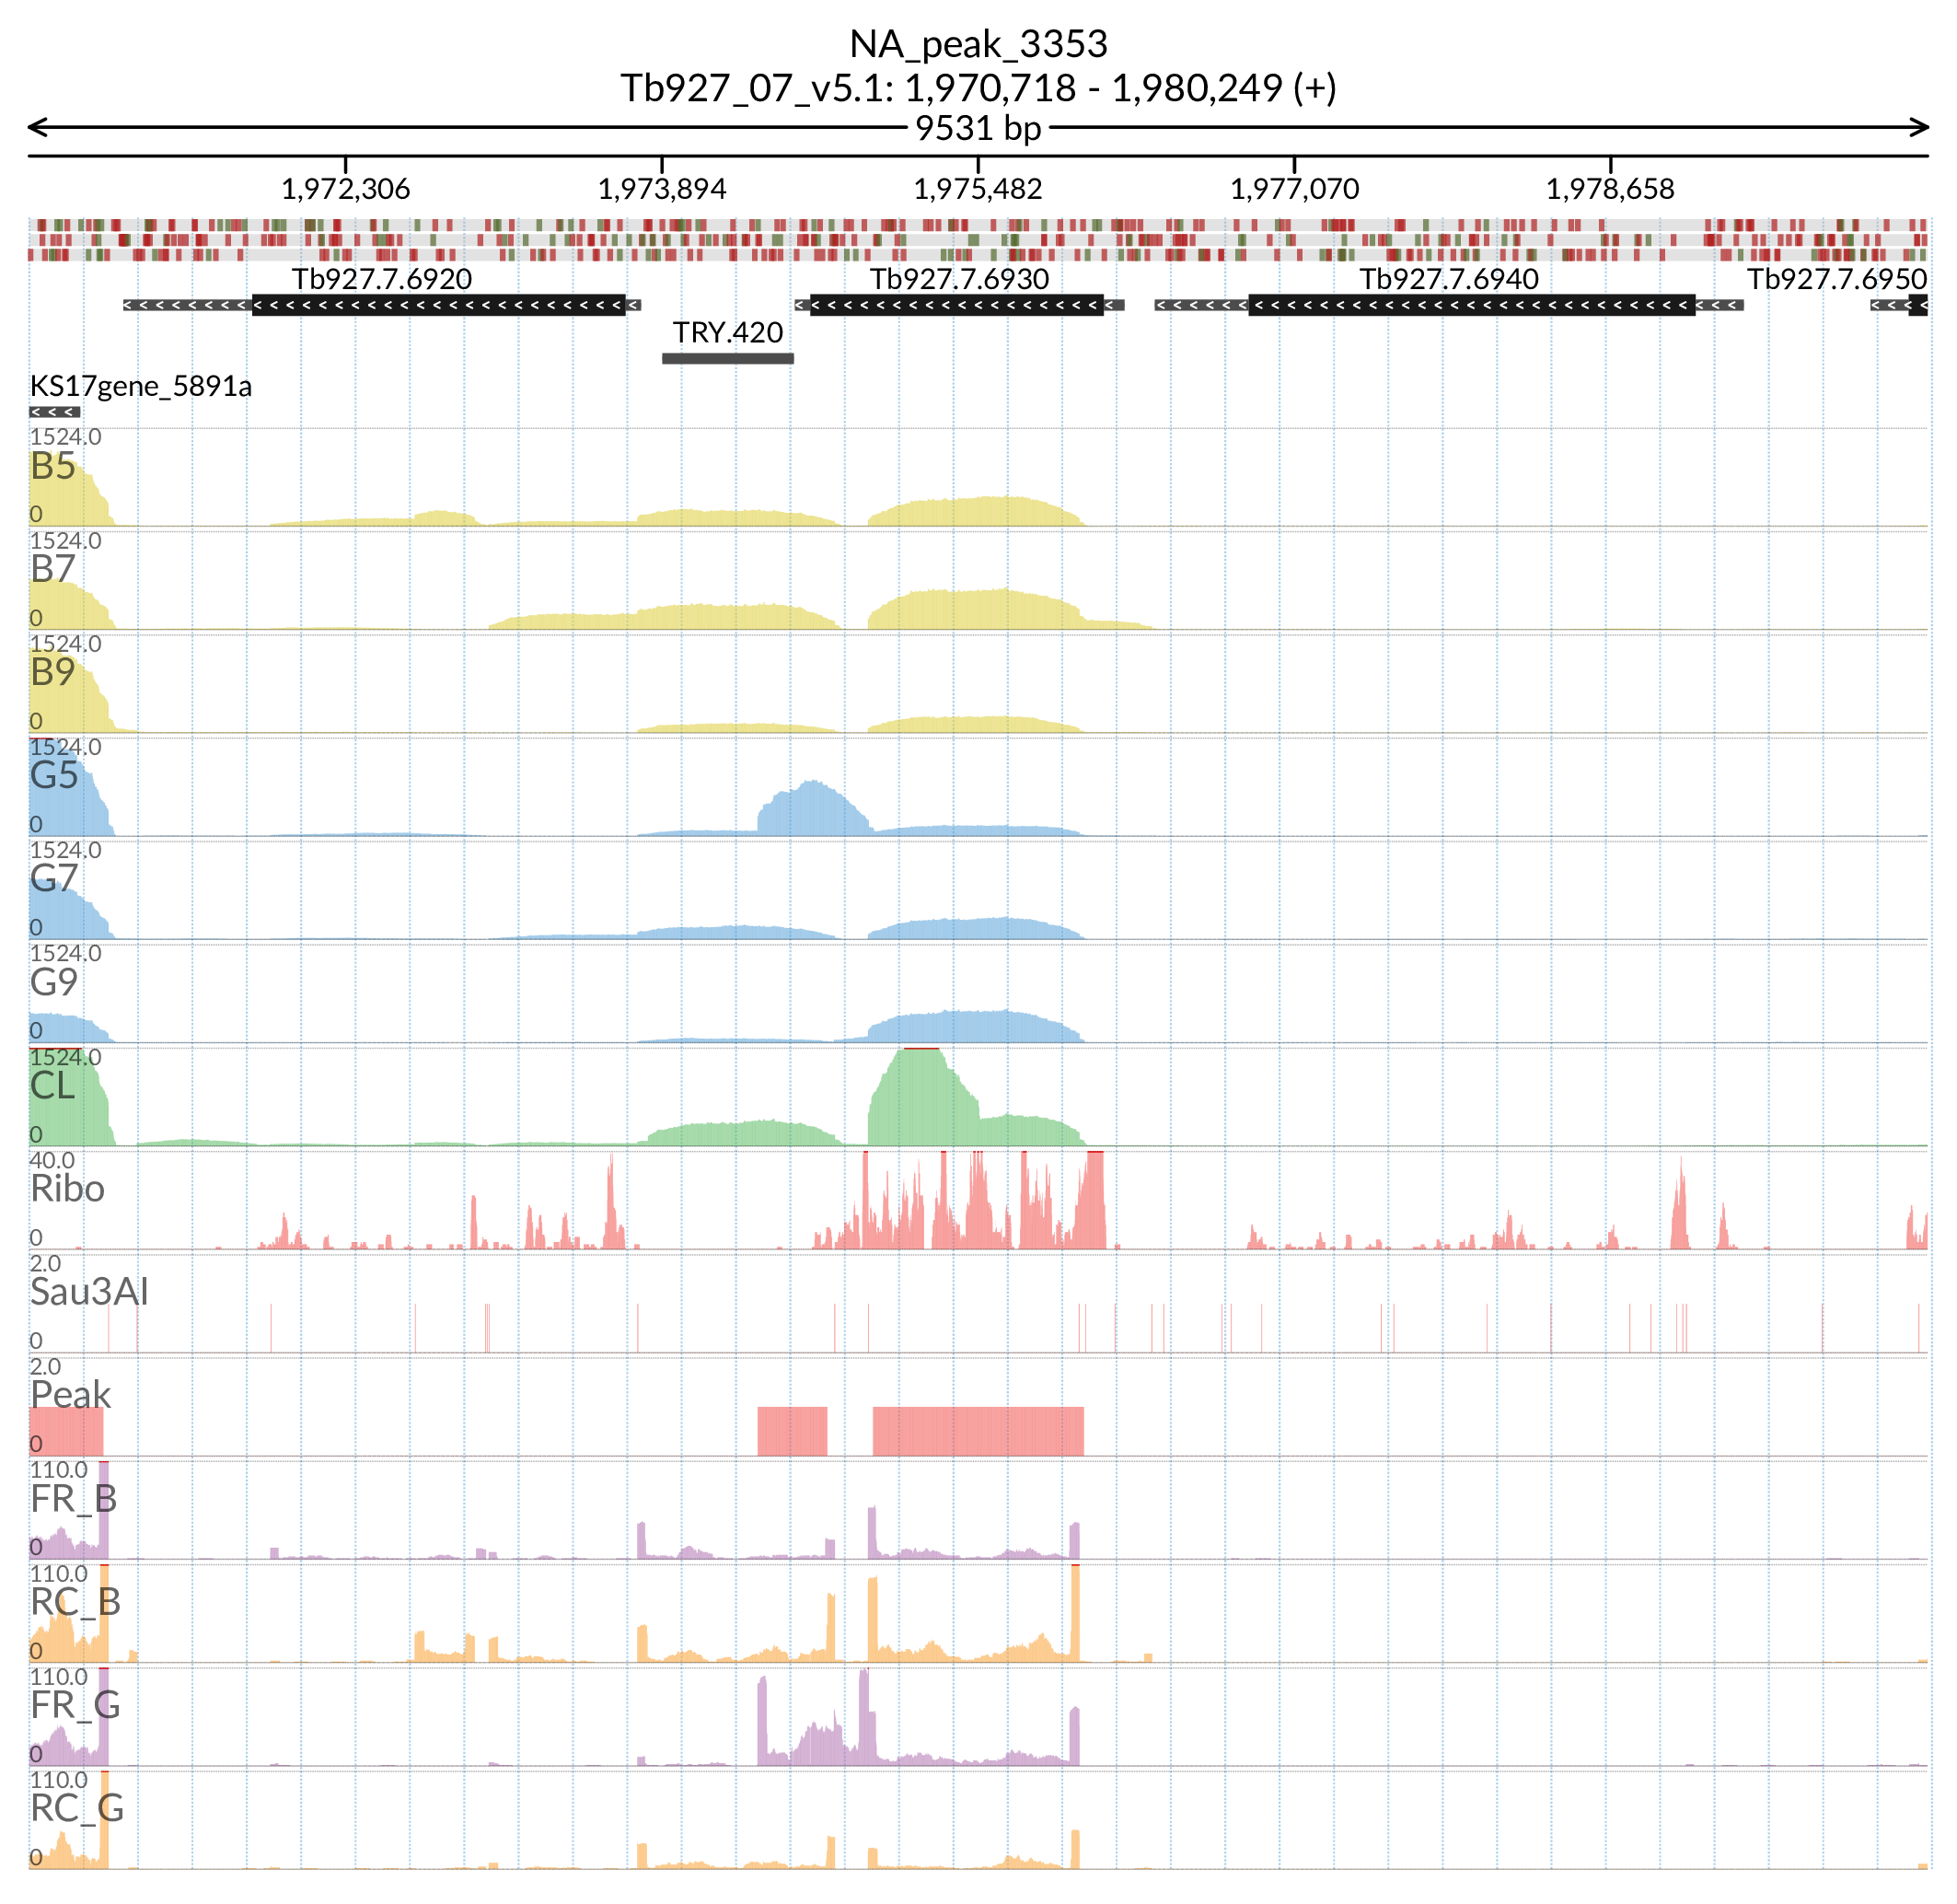 NA_peak_3353
Tb927_07_v5.1: 1,970,718 - 1,980,249 (+)
9531 bp
1,972,306 1,973,894 1,975,482 1,977,070 1,978,658
Tb927.7.6920 Tb927.7.6930 Tb927.7.6940 Tb927.7.6950
TRY.420
KS17gene_5891a
1524.0
B5
0
1524.0
B7
0
1524.0
B9
0
1524.0
G5
0
1524.0
G7
0
1524.0
G9
0
1524.0
CL
0
40.0
Ribo
0
2.0
Sau3AI
0
2.0
Peak
0
110.0
FR_B
0
110.0
RC_B
0
110.0
FR_G
0
110.0
RC_G
0